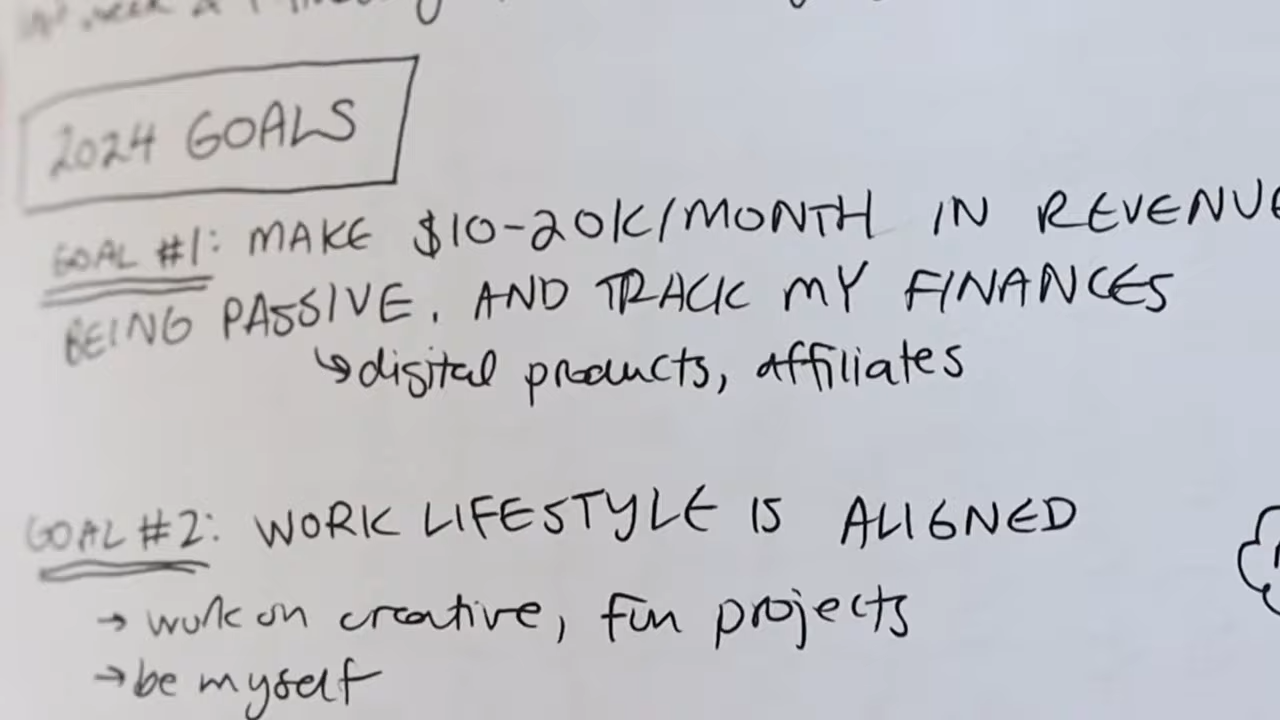 2024 GOALS
GOAL #1: MAKE $10-20K/MONTH IN REVENUE
BEING PASSIVE. AND TRACK MY FINANCES
↳ digital products, affiliates
GOAL #2: WORK LIFESTYLE IS ALIGNED
→ work on creative, fun projects
→ be myself